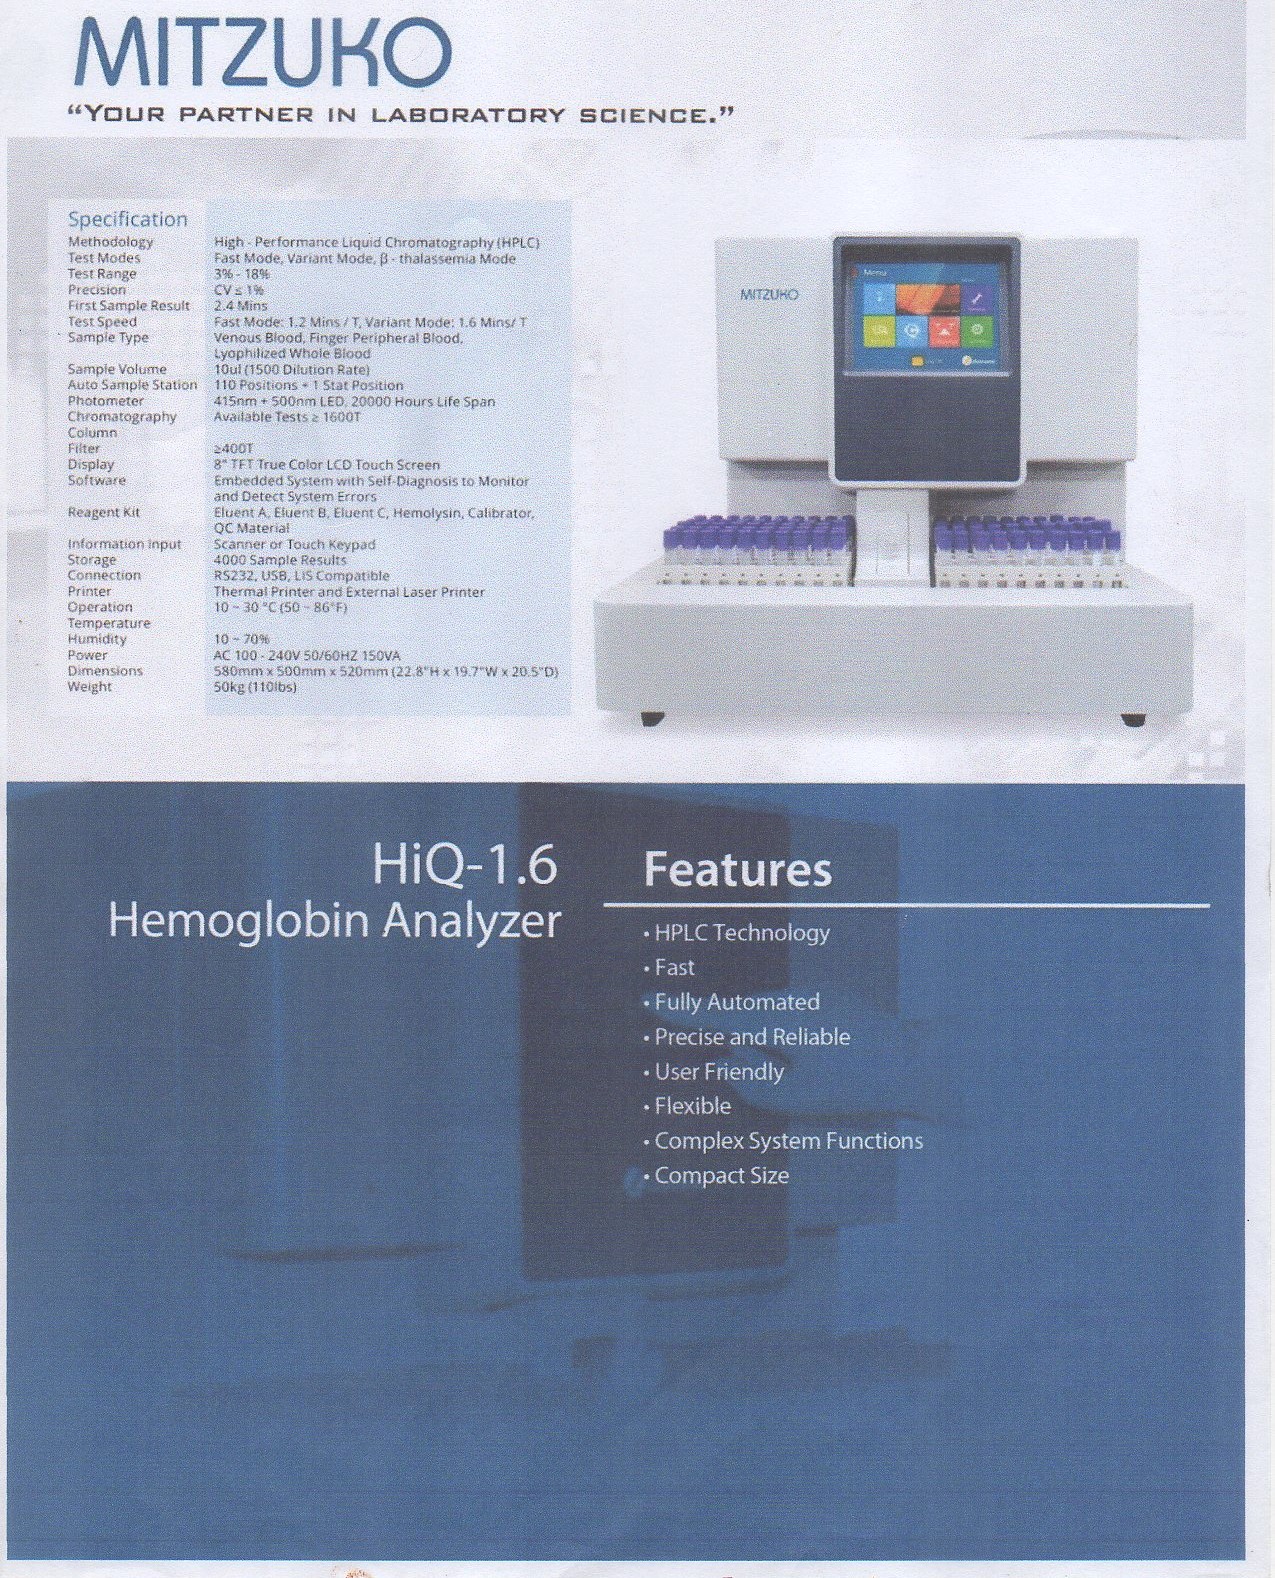 MITZUKO
“YOUR PARTNER IN LABORATORY SCIENCE.”
Specification
Methodology High - Performance Liquid Chromatography (HPLC)
Test Modes Fast Mode, Variant Mode, β - thalassemia Mode
Test Range 3% - 18%
Precision CV ≤ 1%
First Sample Result 2.4 Mins
Test Speed Fast Mode: 1.2 Mins / T, Variant Mode: 1.6 Mins/ T
Sample Type Venous Blood, Finger Peripheral Blood,
Lyophilized Whole Blood
Sample Volume 10ul (1500 Dilution Rate)
Auto Sample Station 110 Positions + 1 Stat Position
Photometer 415nm + 500nm LED, 20000 Hours Life Span
Chromatography Available Tests ≥ 1600T
Column
Filter ≥400T
Display 8" TFT True Color LCD Touch Screen
Software Embedded System with Self-Diagnosis to Monitor
and Detect System Errors
Reagent Kit Eluent A, Eluent B, Eluent C, Hemolysin, Calibrator,
QC Material
Information Input Scanner or Touch Keypad
Storage 4000 Sample Results
Connection RS232, USB, LIS Compatible
Printer Thermal Printer and External Laser Printer
Operation 10 ~ 30 °C (50 ~ 86°F)
Temperature
Humidity 10 ~ 70%
Power AC 100 - 240V 50/60HZ 150VA
Dimensions 580mm x 500mm x 520mm (22.8"H x 19.7"W x 20.5"D)
Weight 50kg (110lbs)
MITZUKO
Menu
HiQ-1.6
Hemoglobin Analyzer
Features
• HPLC Technology
• Fast
• Fully Automated
• Precise and Reliable
• User Friendly
• Flexible
• Complex System Functions
• Compact Size